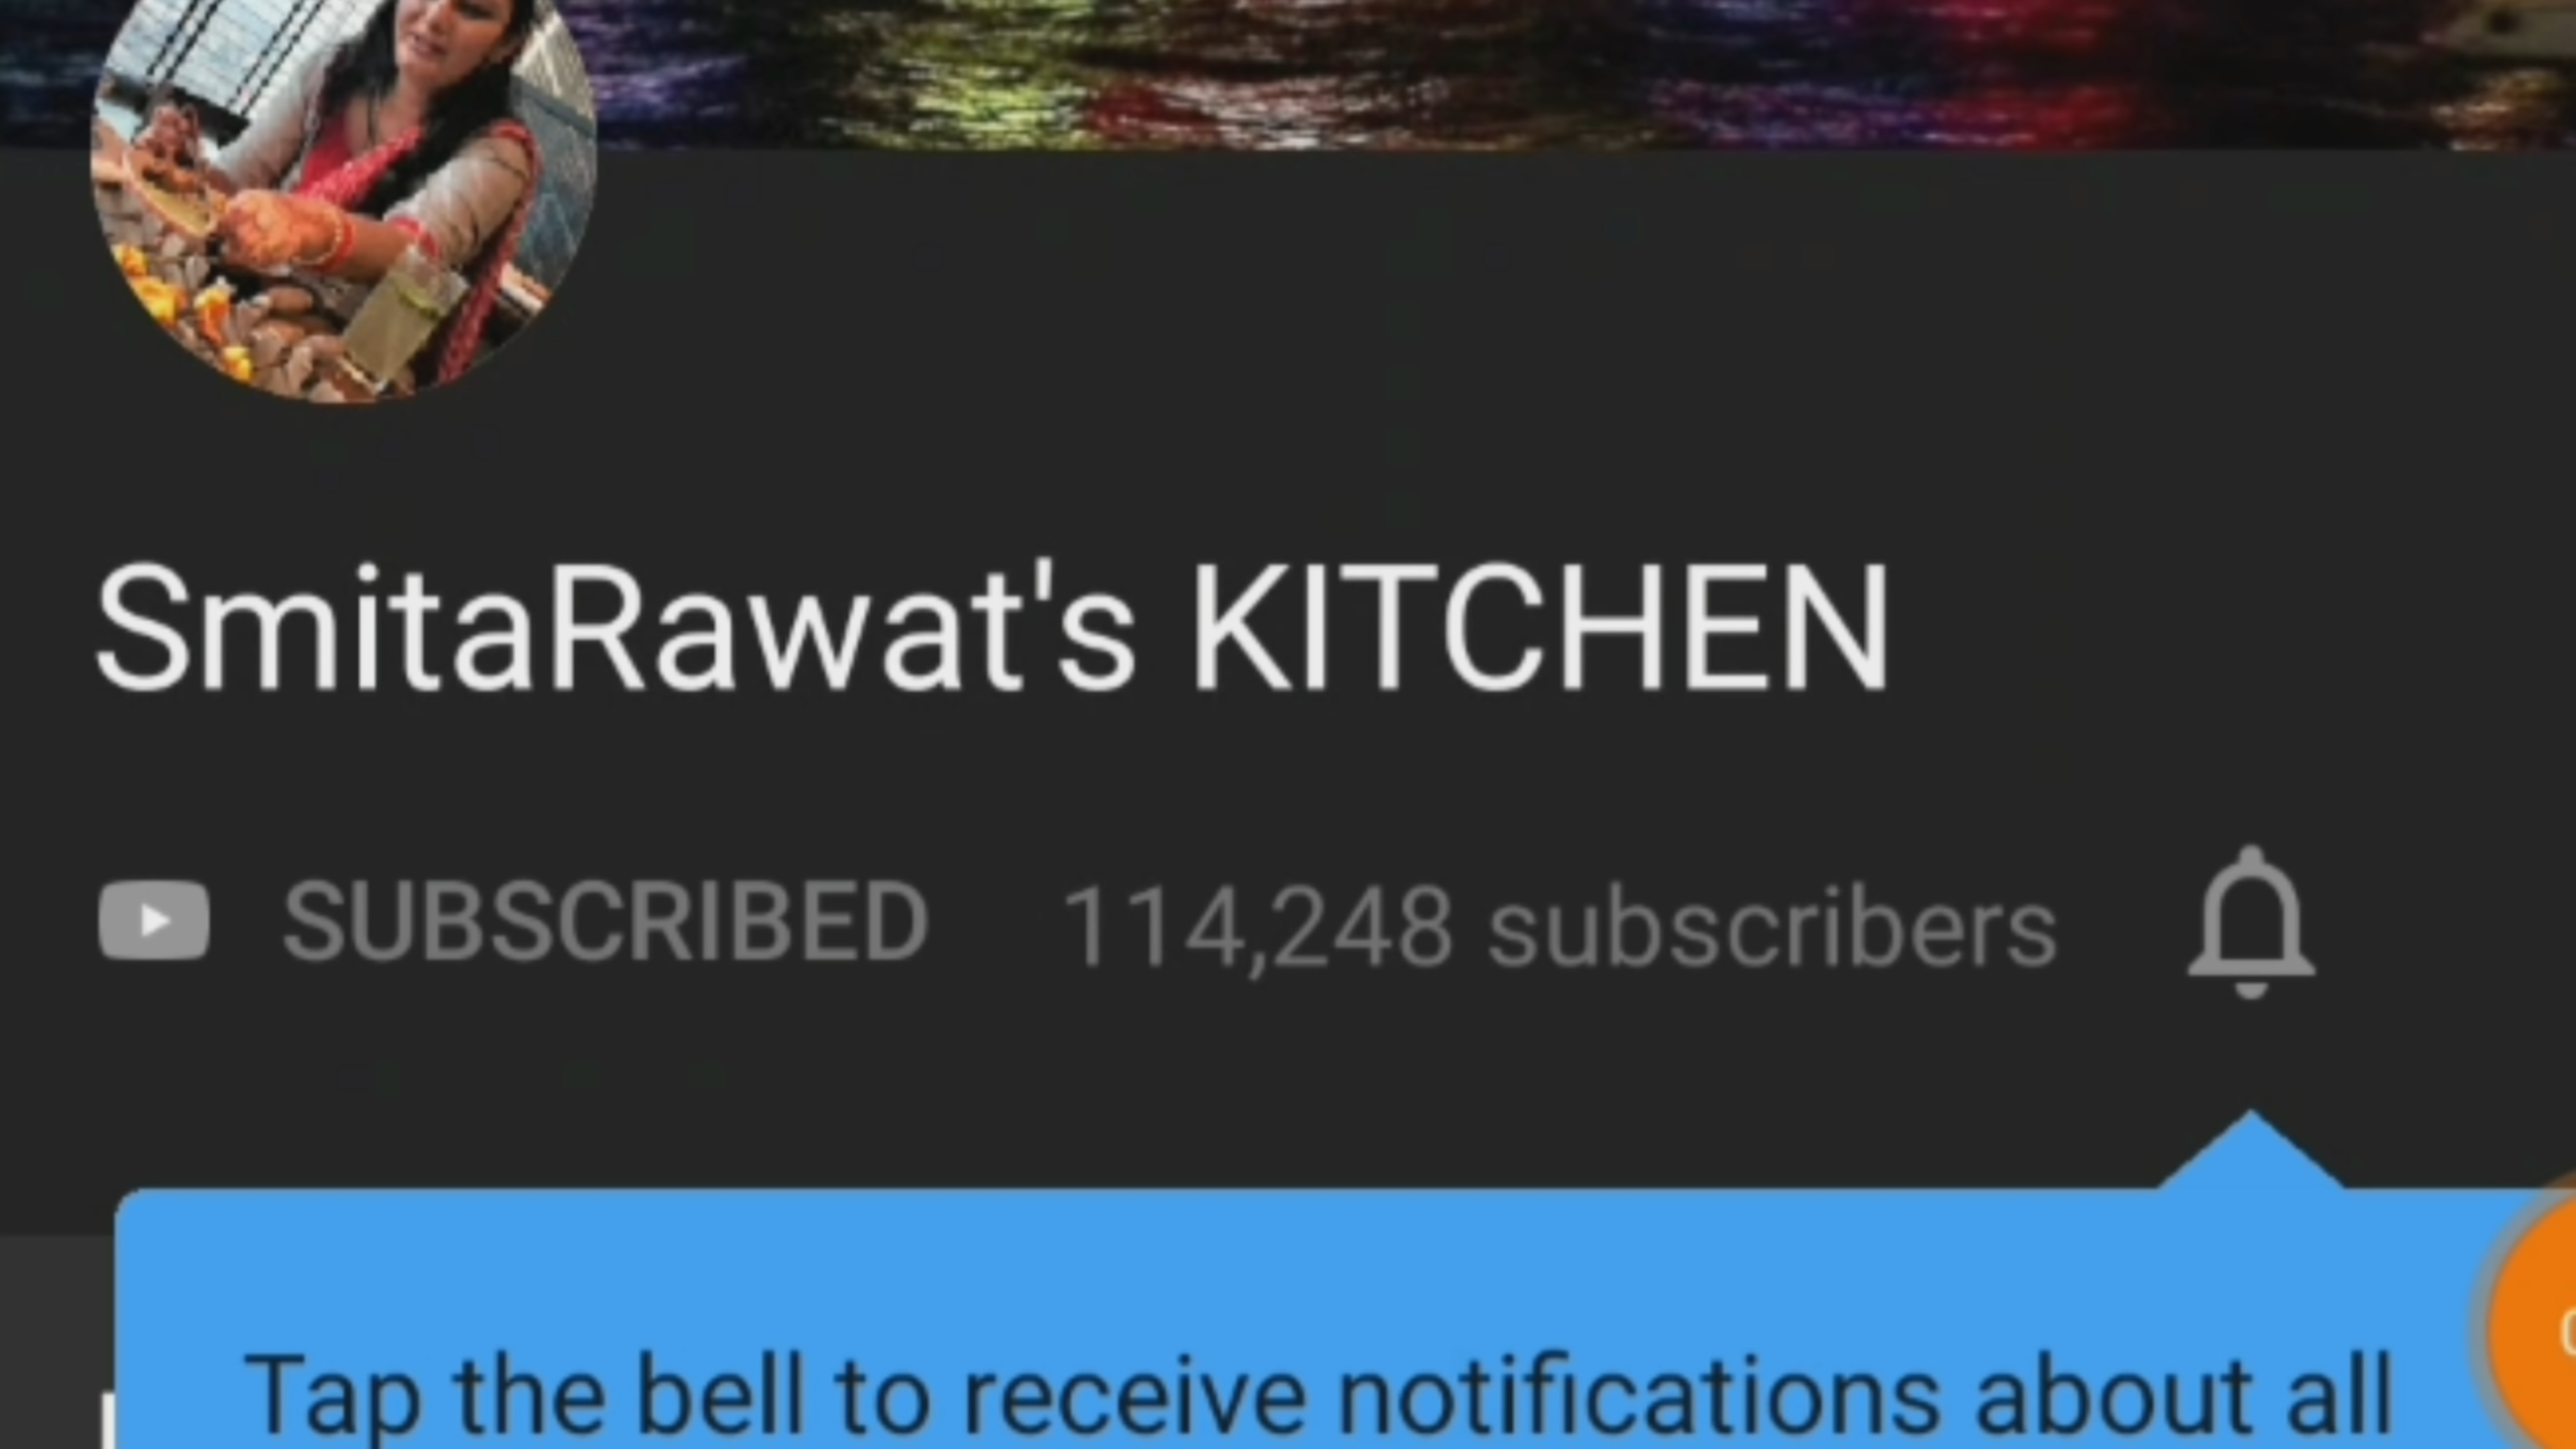 SmitaRawat's KITCHEN
SUBSCRIBED 114,248 subscribers
Tap the bell to receive notifications about all